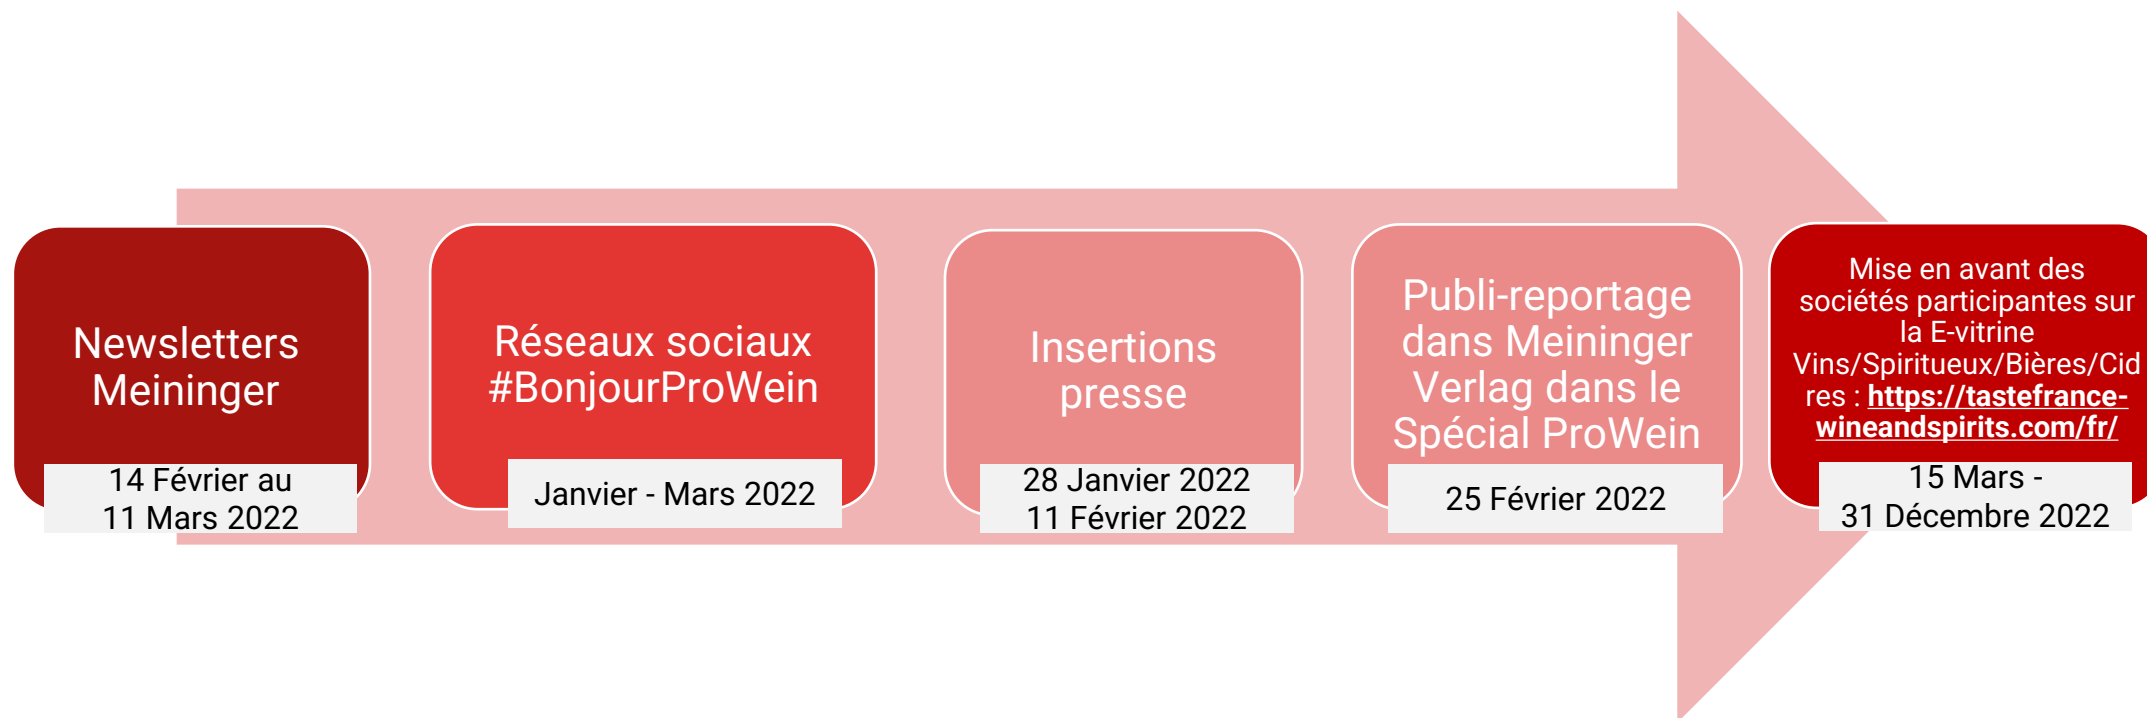 Newsletters
Meininger
14 Février au
11 Mars 2022
Réseaux sociaux
#BonjourProWein
Janvier - Mars 2022
Insertions
presse
28 Janvier 2022
11 Février 2022
Publi-reportage
dans Meininger
Verlag dans le
Spécial ProWein
25 Février 2022
Mise en avant des
sociétés participantes sur
la E-vitrine
Vins/Spiritueux/Bières/Cid
res : https://tastefrance-
wineandspirits.com/fr/
15 Mars -
31 Décembre 2022